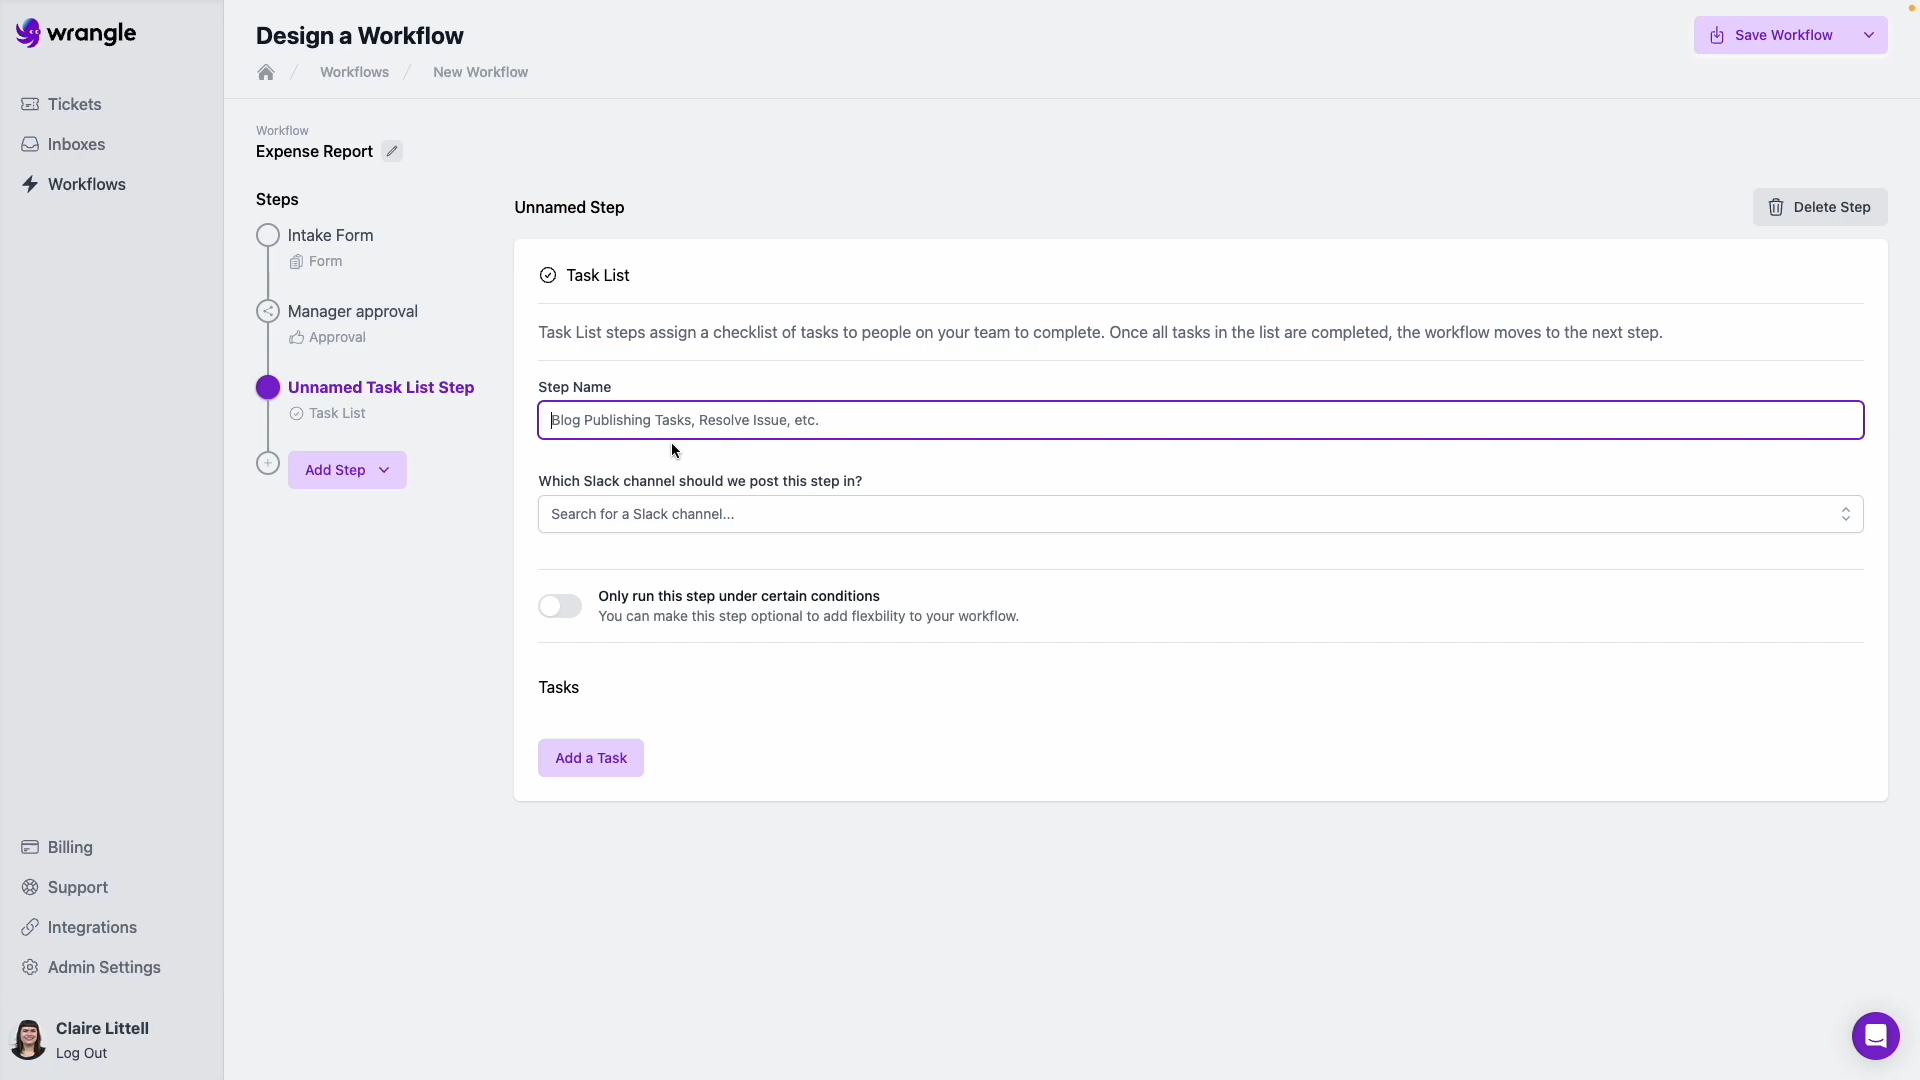 wrangle
Tickets
Inboxes
Workflows
Billing
Support
Integrations
Admin Settings
Claire Littell
Log Out
Design a Workflow
Save Workflow
/ Workflows / New Workflow
Workflow
Expense Report
Steps
Intake Form
Form
Manager approval
Approval
Unnamed Task List Step
Task List
Add Step
Unnamed Step
Delete Step
Task List
Task List steps assign a checklist of tasks to people on your team to complete. Once all tasks in the list are completed, the workflow moves to the next step.
Step Name
Blog Publishing Tasks, Resolve Issue, etc.
Which Slack channel should we post this step in?
Search for a Slack channel...
Only run this step under certain conditions
You can make this step optional to add flexbility to your workflow.
Tasks
Add a Task